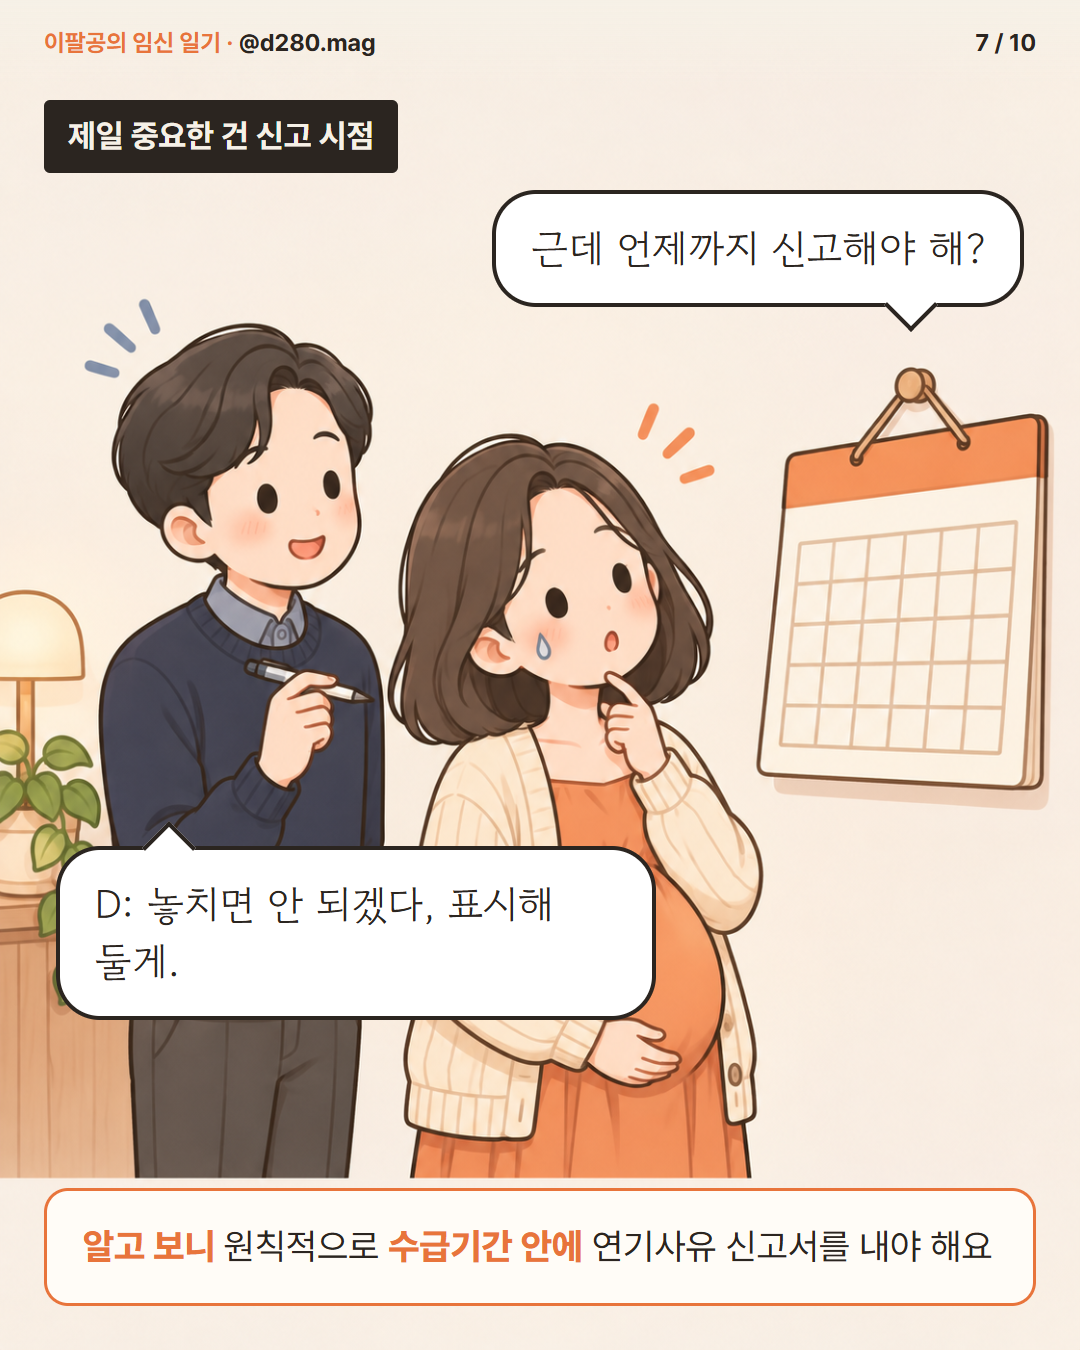 이팔공의 임신 일기 · @d280.mag
7 / 10
제일 중요한 건 신고 시점
근데 언제까지 신고해야 해?
D: 놓치면 안 되겠다, 표시해
둘게.
알고 보니 원칙적으로 수급기간 안에 연기사유 신고서를 내야 해요